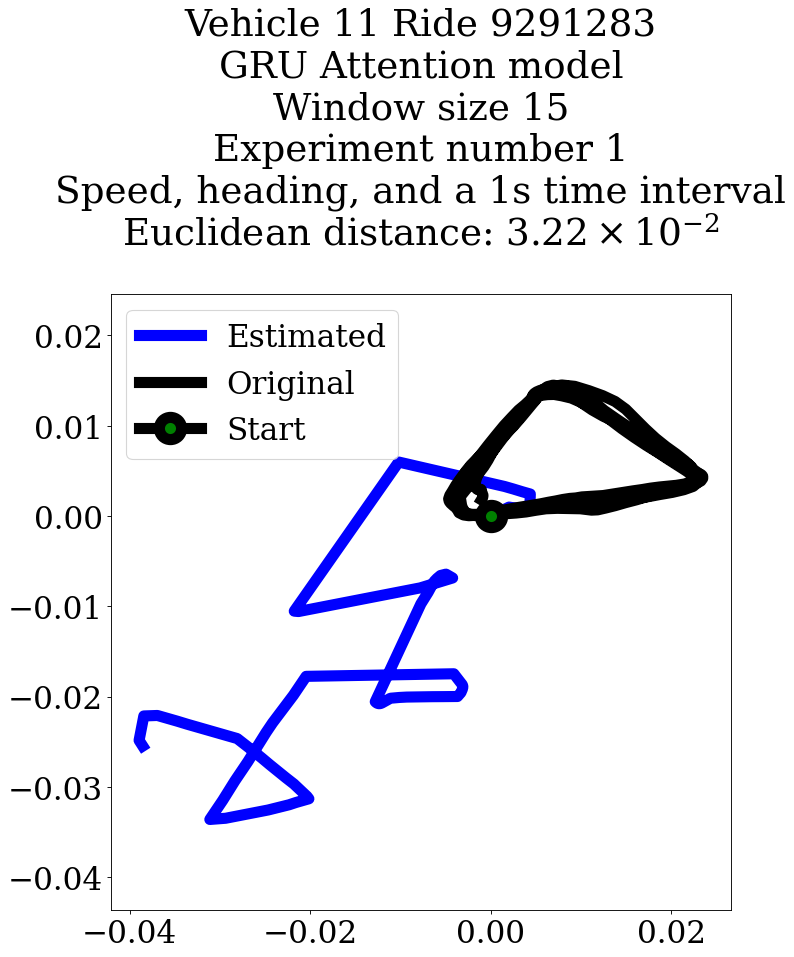 Vehicle 11 Ride 9291283
GRU Attention model
Window size 15
Experiment number 1
Speed, heading, and a 1s time interval
Euclidean distance: 3.22 × 10⁻²
Estimated
Original
Start
0.02
0.01
0.00
−0.01
−0.02
−0.03
−0.04
−0.04
−0.02
0.00
0.02